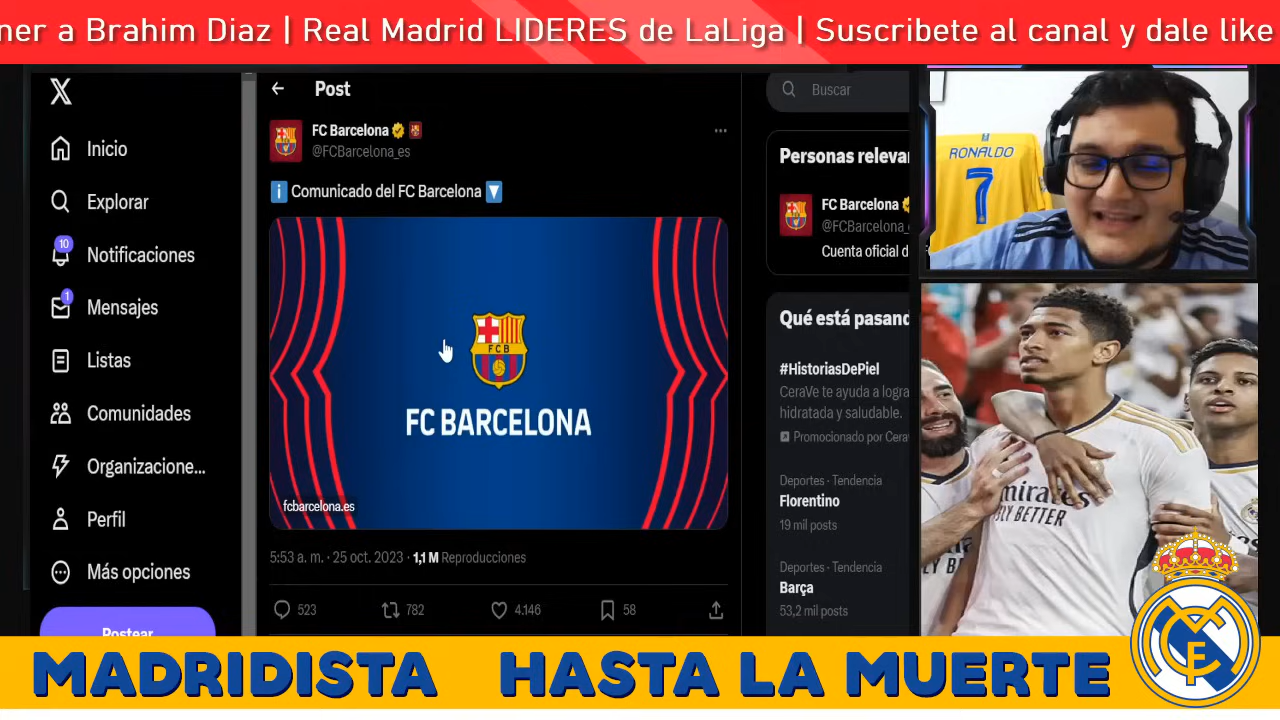 ner a Brahim Diaz | Real Madrid LIDERES de LaLiga | Suscribete al canal y dale like
X
Inicio
Explorar
10
Notificaciones
1
Mensajes
Listas
Comunidades
Organizacione...
Perfil
Más opciones
Postear
Post
FC Barcelona
@FCBarcelona_es
Comunicado del FC Barcelona
FCB
FC BARCELONA
fcbarcelona.es
5:53 a. m. · 25 oct. 2023 · 1,1 M Reproducciones
523
782
4.146
58
Buscar
Personas relevan
FC Barcelona
@FCBarcelona_
Cuenta oficial d
Qué está pasand
#HistoriasDePiel
CeraVe te ayuda a logra
hidratada y saludable.
Promocionado por Cera
Deportes · Tendencia
Florentino
19 mil posts
Deportes · Tendencia
Barça
53,2 mil posts
RONALDO
7
mirates
LY BETTER
MADRIDISTA HASTA LA MUERTE